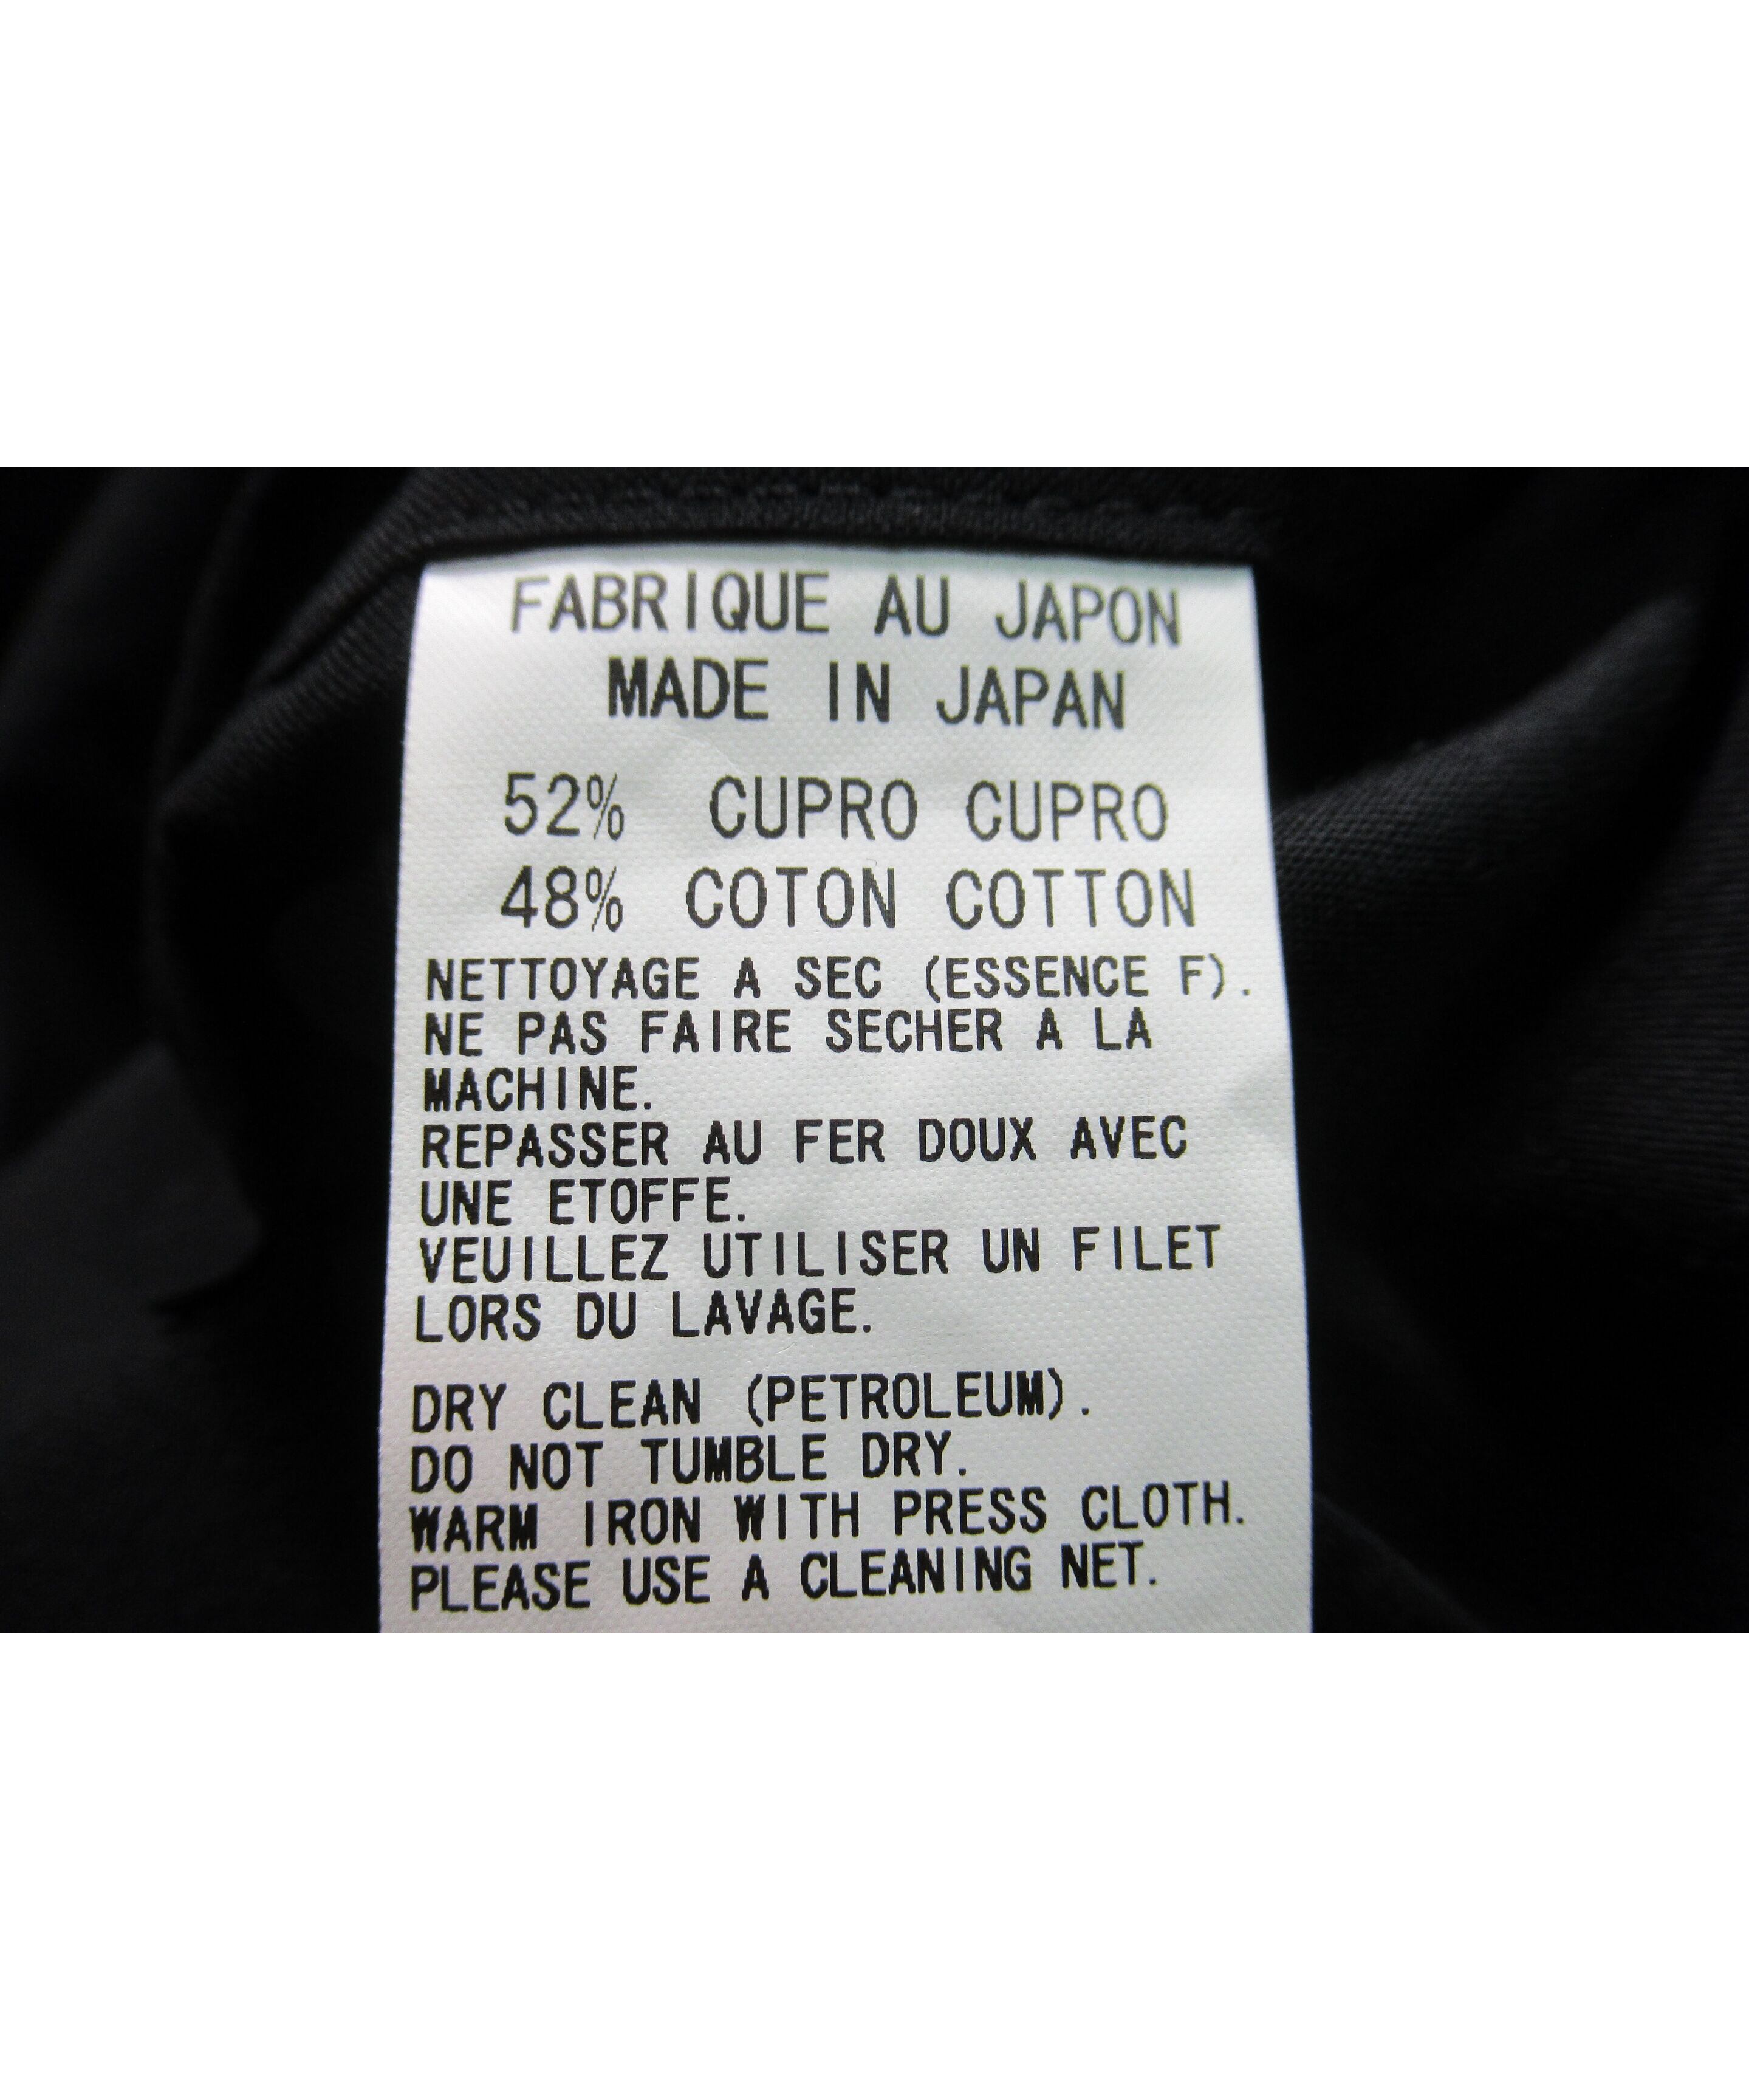 FABRIQUE AU JAPON
MADE IN JAPAN
52% CUPRO CUPRO
48% COTON COTTON
NETTOYAGE A SEC (ESSENCE F).
NE PAS FAIRE SECHER A LA
MACHINE.
REPASSER AU FER DOUX AVEC
UNE ETOFFE.
VEUILLEZ UTILISER UN FILET
LORS DU LAVAGE.
DRY CLEAN (PETROLEUM).
DO NOT TUMBLE DRY.
WARM IRON WITH PRESS CLOTH.
PLEASE USE A CLEANING NET.